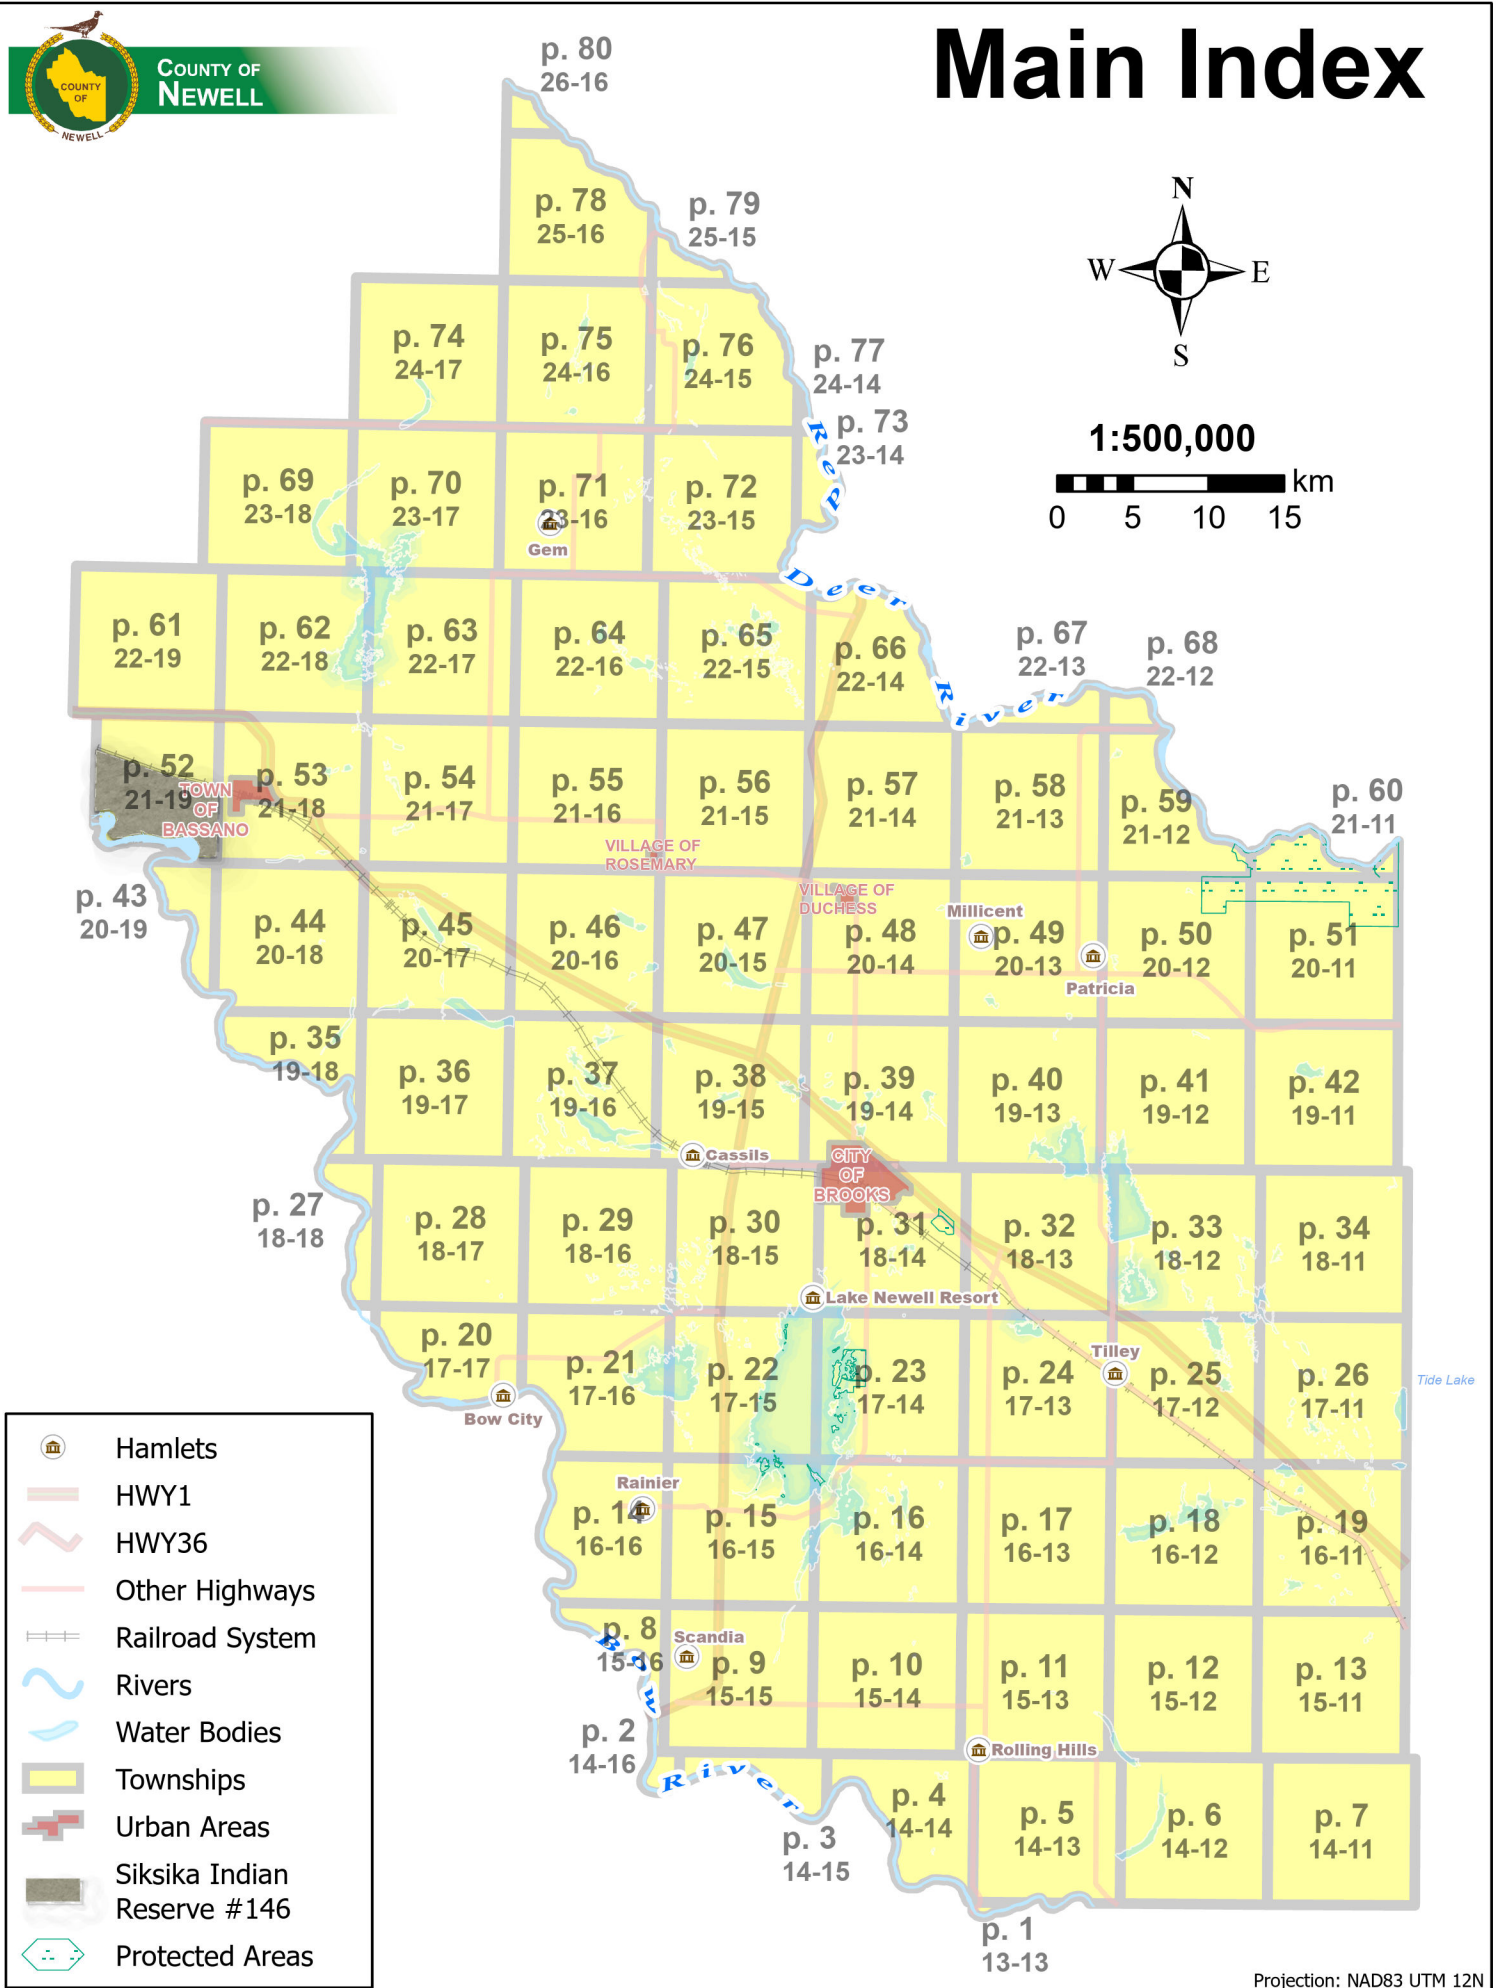 COUNTY OF
NEWELL
COUNTY
OF
NEWELL
Main Index
N
W E
S
1:500,000
km
0 5 10 15
p. 80
26-16
p. 78
25-16
p. 79
25-15
p. 74
24-17
p. 75
24-16
p. 76
24-15
p. 77
24-14
p. 69
23-18
p. 70
23-17
p. 71
23-16
Gem
p. 72
23-15
p. 73
23-14
Red
Deer
River
p. 61
22-19
p. 62
22-18
p. 63
22-17
p. 64
22-16
p. 65
22-15
p. 66
22-14
p. 67
22-13
p. 68
22-12
p. 52
21-19
TOWN
OF
BASSANO
p. 53
21-18
p. 54
21-17
p. 55
21-16
p. 56
21-15
p. 57
21-14
p. 58
21-13
p. 59
21-12
p. 60
21-11
VILLAGE OF
ROSEMARY
VILLAGE OF
DUCHESS
p. 43
20-19
p. 44
20-18
p. 45
20-17
p. 46
20-16
p. 47
20-15
p. 48
20-14
Millicent
p. 49
20-13
Patricia
p. 50
20-12
p. 51
20-11
p. 35
19-18
p. 36
19-17
p. 37
19-16
p. 38
19-15
p. 39
19-14
p. 40
19-13
p. 41
19-12
p. 42
19-11
Cassils
CITY
OF
BROOKS
p. 27
18-18
p. 28
18-17
p. 29
18-16
p. 30
18-15
p. 31
18-14
p. 32
18-13
p. 33
18-12
p. 34
18-11
Lake Newell Resort
p. 20
17-17
p. 21
17-16
p. 22
17-15
p. 23
17-14
p. 24
17-13
Tilley
p. 25
17-12
p. 26
17-11
Tide Lake
Bow City
Rainier
p. 14
16-16
p. 15
16-15
p. 16
16-14
p. 17
16-13
p. 18
16-12
p. 19
16-11
p. 8
15-16
Scandia
p. 9
15-15
p. 10
15-14
p. 11
15-13
p. 12
15-12
p. 13
15-11
Bow
River
Rolling Hills
p. 2
14-16
p. 3
14-15
p. 4
14-14
p. 5
14-13
p. 6
14-12
p. 7
14-11
p. 1
13-13
Hamlets
HWY1
HWY36
Other Highways
Railroad System
Rivers
Water Bodies
Townships
Urban Areas
Siksika Indian
Reserve #146
Protected Areas
Projection: NAD83 UTM 12N